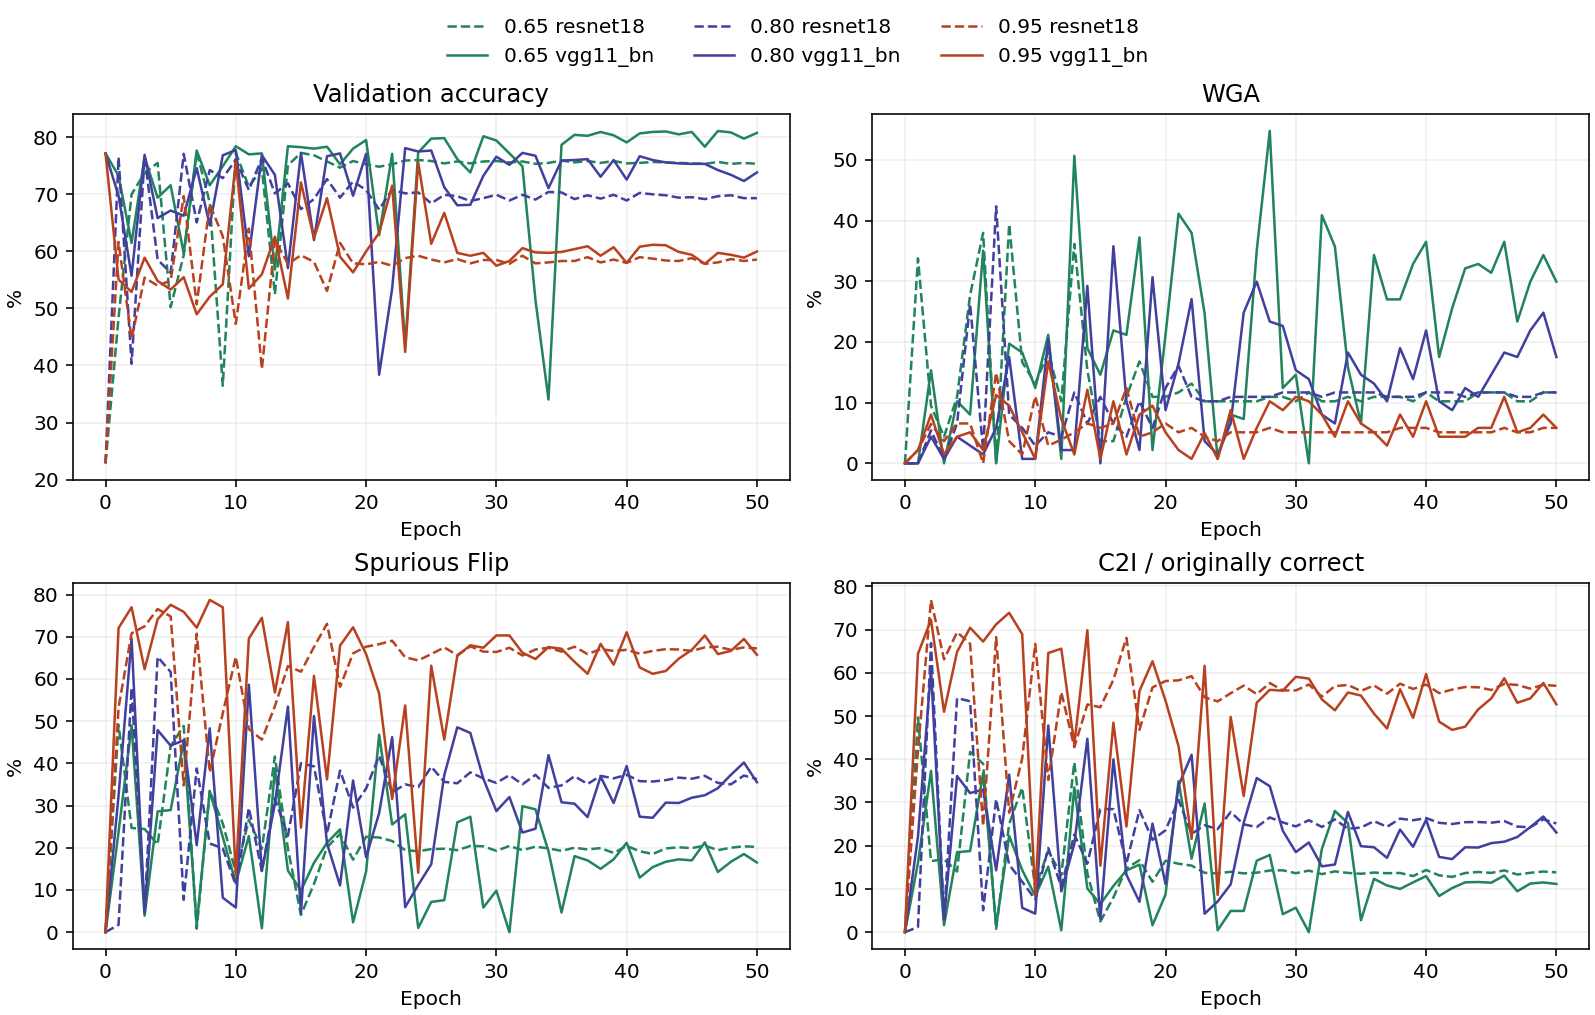 0.65 resnet18 0.80 resnet18 0.95 resnet18
0.65 vgg11_bn 0.80 vgg11_bn 0.95 vgg11_bn
Validation accuracy
%
80
70
60
50
40
30
20
0 10 20 30 40 50
Epoch
WGA
%
50
40
30
20
10
0
0 10 20 30 40 50
Epoch
Spurious Flip
%
80
70
60
50
40
30
20
10
0
0 10 20 30 40 50
Epoch
C2I / originally correct
%
80
70
60
50
40
30
20
10
0
0 10 20 30 40 50
Epoch